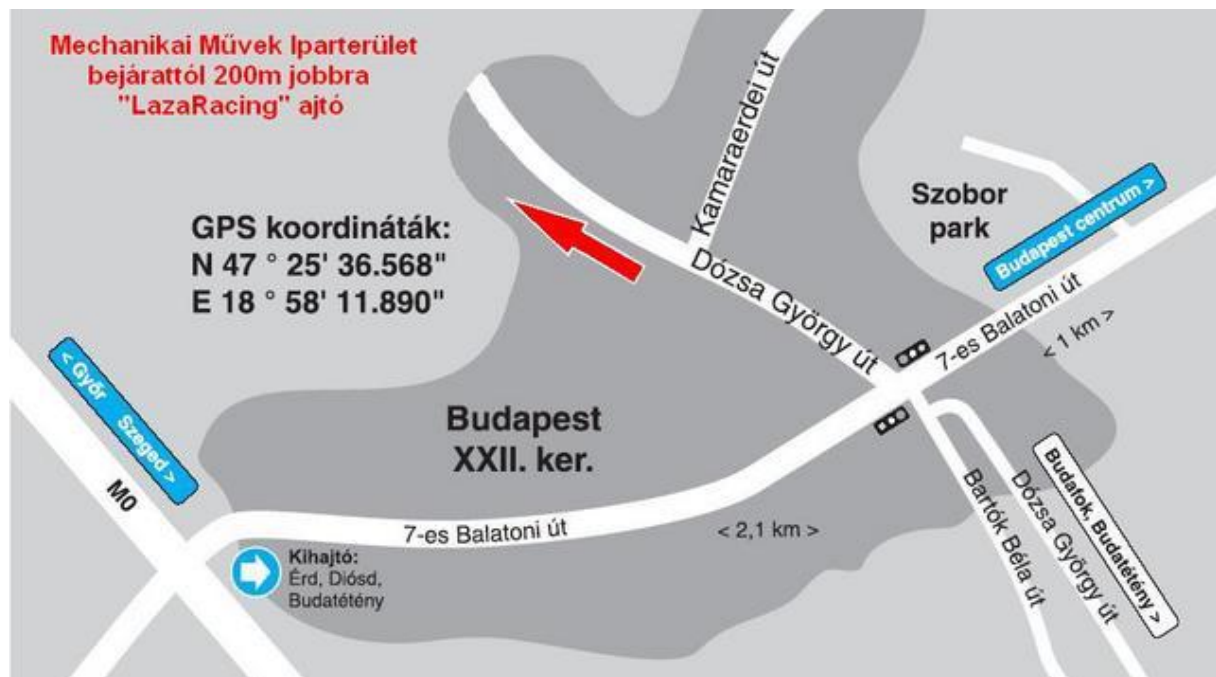 Mechanikai Művek Iparterület
bejárattól 200m jobbra
"LazaRacing" ajtó
Kamaraerdei út
Szobor
park
Budapest centrum >
GPS koordináták:
N 47 ° 25' 36.568"
E 18 ° 58' 11.890"
Dózsa György út
7-es Balatoni út
< 1 km >
< Győr Szeged >
M0
Budapest
XXII. ker.
7-es Balatoni út
< 2,1 km >
Kihajtó:
Érd, Diósd,
Budatétény
Bartók Béla út
Dózsa György út
Budafok, Budatétény >